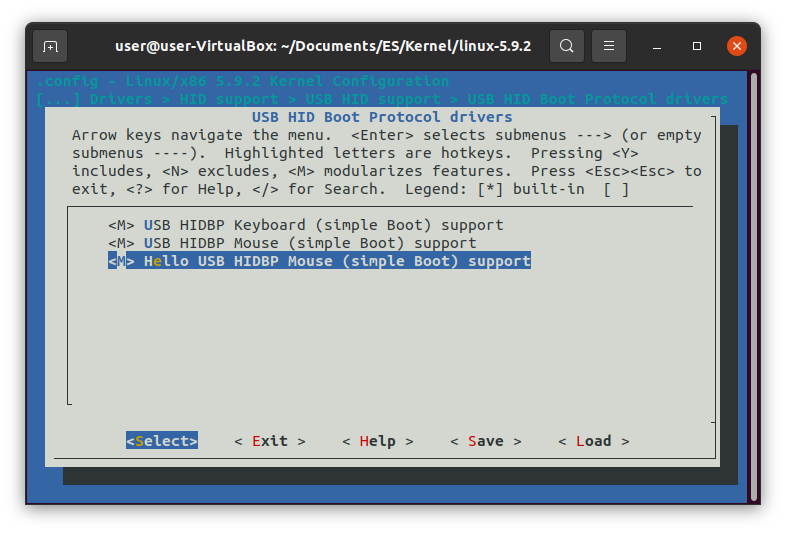 user@user-VirtualBox: ~/Documents/ES/Kernel/linux-5.9.2
.config - Linux/x86 5.9.2 Kernel Configuration
[...] Drivers > HID support > USB HID support > USB HID Boot Protocol drivers
USB HID Boot Protocol drivers
Arrow keys navigate the menu.  <Enter> selects submenus ---> (or empty
submenus ----).  Highlighted letters are hotkeys.  Pressing <Y>
includes, <N> excludes, <M> modularizes features.  Press <Esc><Esc> to
exit, <?> for Help, </> for Search.  Legend: [*] built-in  [ ]
<M> USB HIDBP Keyboard (simple Boot) support
<M> USB HIDBP Mouse (simple Boot) support
<M> Hello USB HIDBP Mouse (simple Boot) support
<Select>    < Exit >    < Help >    < Save >    < Load >